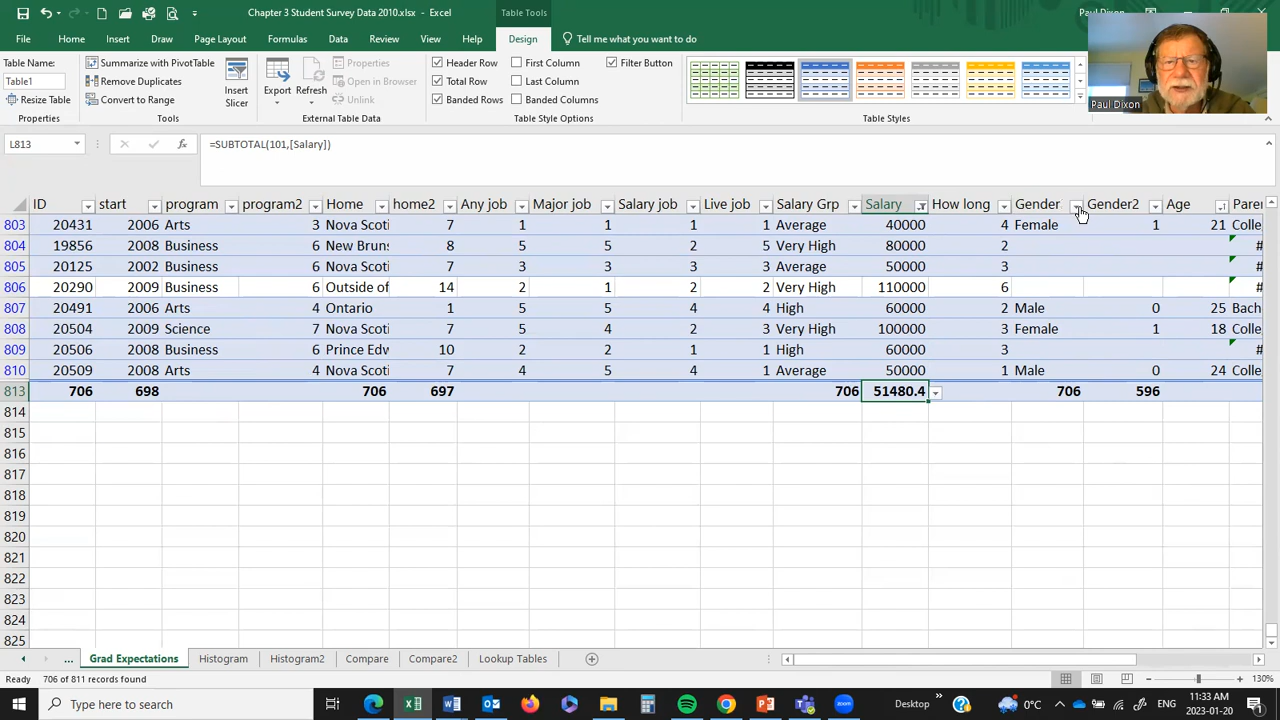 Chapter 3 Student Survey Data 2010.xlsx - Excel
Table Tools
Paul Dixon
File Home Insert Draw Page Layout Formulas Data Review View Help Design Tell me what you want to do
Table Name:
Table1
Resize Table
Properties
Summarize with PivotTable
Remove Duplicates
Convert to Range
Tools
Insert Slicer
Export
Refresh
Properties
Open in Browser
Unlink
External Table Data
Header Row First Column Filter Button
Total Row Last Column
Banded Rows Banded Columns
Table Style Options
Table Styles
Paul Dixon
L813 =SUBTOTAL(101,[Salary])
ID start program program2 Home home2 Any job Major job Salary job Live job Salary Grp Salary How long Gender Gender2 Age Paren
803 20431 2006 Arts 3 Nova Scoti 7 1 1 1 1 Average 40000 4 Female 1 21 Colle
804 19856 2008 Business 6 New Bruns 8 5 5 2 5 Very High 80000 2 #
805 20125 2002 Business 6 Nova Scoti 7 3 3 3 3 Average 50000 3 #
806 20290 2009 Business 6 Outside of 14 2 1 2 2 Very High 110000 6 #
807 20491 2006 Arts 4 Ontario 1 5 5 4 4 High 60000 2 Male 0 25 Bach
808 20504 2009 Science 7 Nova Scoti 7 5 4 2 3 Very High 100000 3 Female 1 18 Colle
809 20506 2008 Business 6 Prince Edw 10 2 2 1 1 High 60000 3 #
810 20509 2008 Arts 4 Nova Scoti 7 4 5 4 1 Average 50000 1 Male 0 24 Colle
813 706 698 706 697 706 51480.4 706 596
814
815
816
817
818
819
820
821
822
823
824
825
... Grad Expectations Histogram Histogram2 Compare Compare2 Lookup Tables
Ready 706 of 811 records found 130%
Type here to search
Desktop
0°C
ENG
11:33 AM
2023-01-20